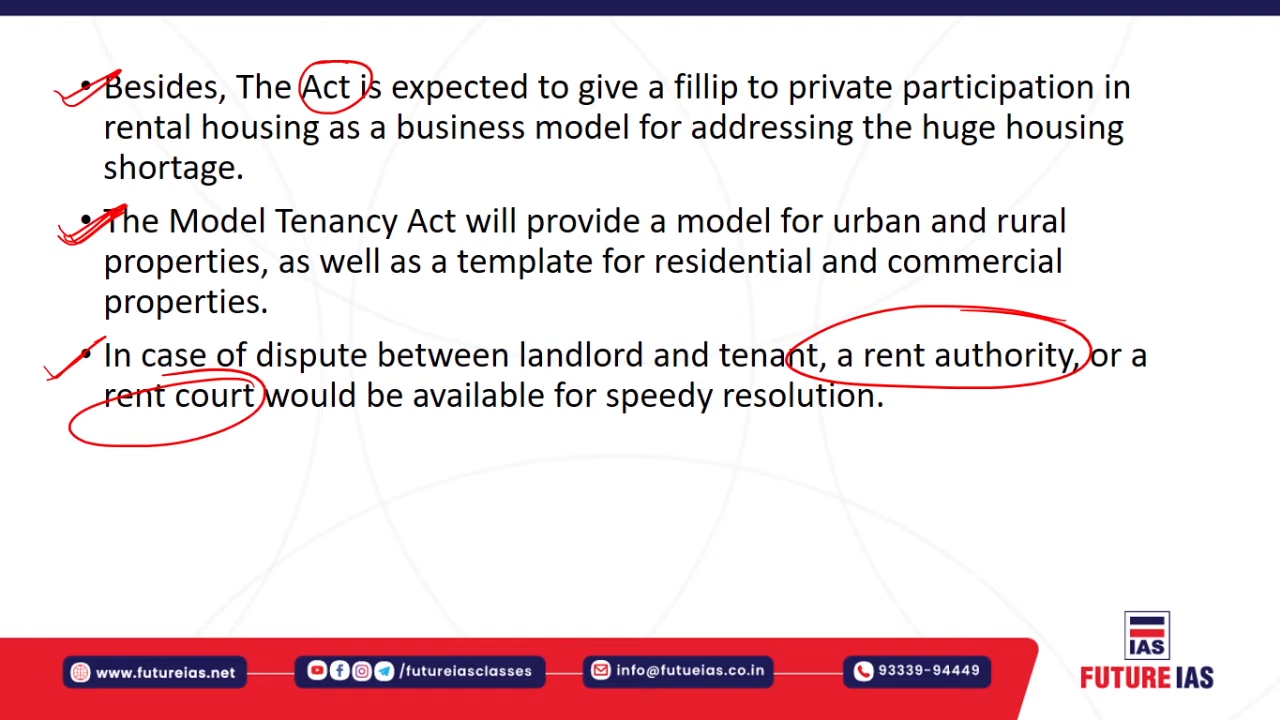 • Besides, The Act is expected to give a fillip to private participation in
rental housing as a business model for addressing the huge housing
shortage.
• The Model Tenancy Act will provide a model for urban and rural
properties, as well as a template for residential and commercial
properties.
• In case of dispute between landlord and tenant, a rent authority, or a
rent court would be available for speedy resolution.
IAS
www.futureias.net
/futureiasclasses
info@futueias.co.in
93339-94449
FUTURE IAS